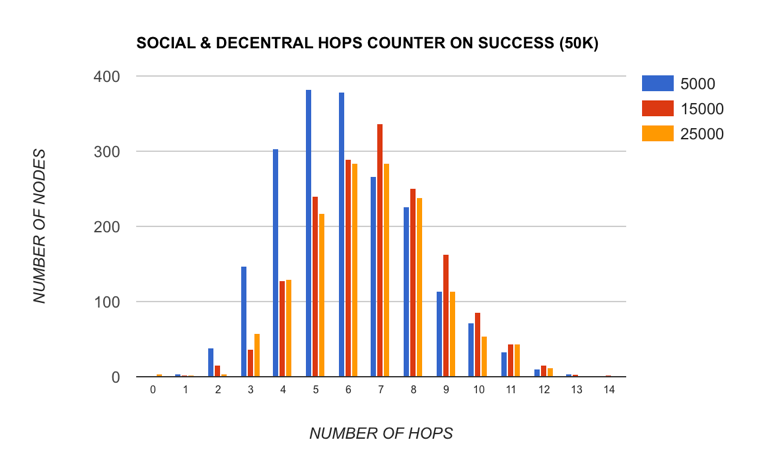 SOCIAL & DECENTRAL HOPS COUNTER ON SUCCESS (50K)
400
300
200
100
0
NUMBER OF NODES
0 1 2 3 4 5 6 7 8 9 10 11 12 13 14
NUMBER OF HOPS
5000
15000
25000